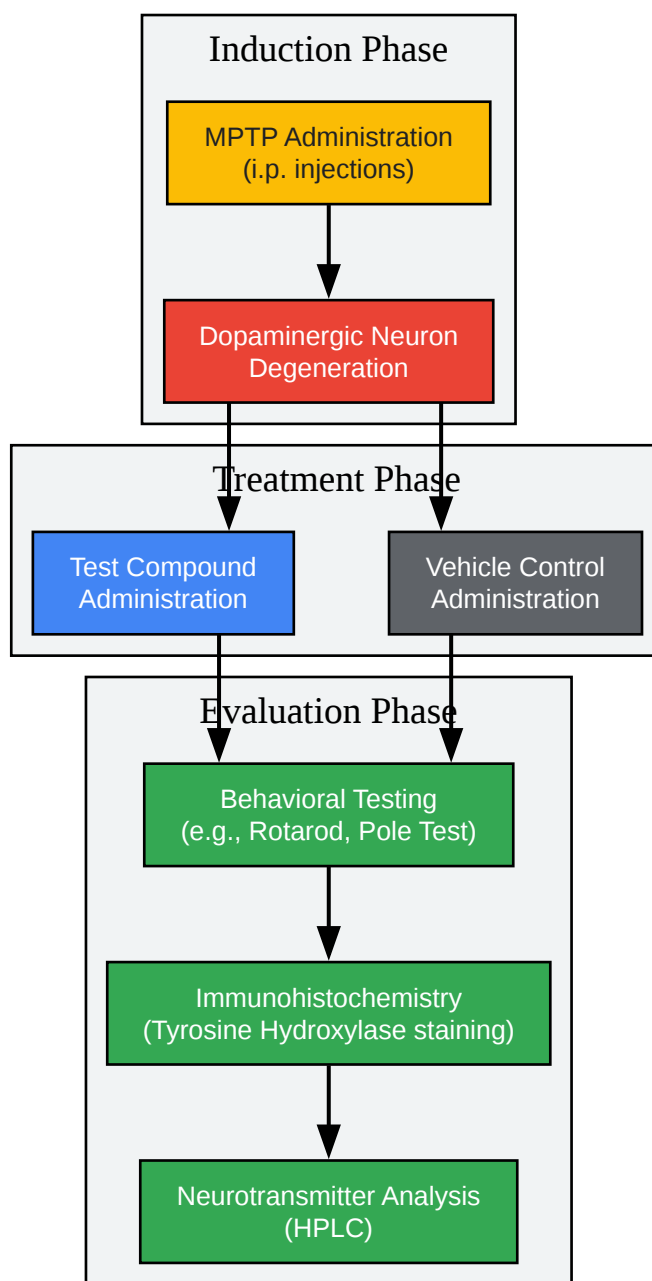 Induction Phase
MPTP Administration
(i.p. injections)
Dopaminergic Neuron
Degeneration
Treatment Phase
Test Compound
Administration
Vehicle Control
Administration
Evaluation Phase
Behavioral Testing
(e.g., Rotarod, Pole Test)
Immunohistochemistry
(Tyrosine Hydroxylase staining)
Neurotransmitter Analysis
(HPLC)